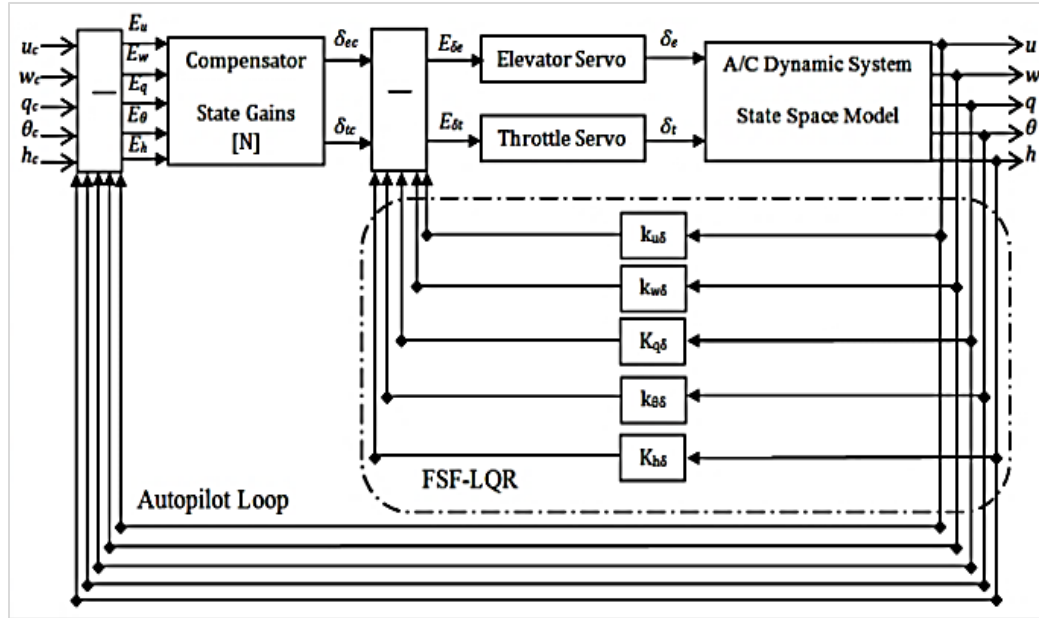 u_c
w_c
q_c
θ_c
h_c
—
E_u
E_w
E_q
E_θ
E_h
Compensator
State Gains
[N]
δ_ec
δ_tc
—
E_δe
E_δt
Elevator Servo
Throttle Servo
δ_e
δ_t
A/C Dynamic System
State Space Model
u
w
q
θ
h
k_uδ
k_wδ
K_qδ
k_θδ
K_hδ
FSF-LQR
Autopilot Loop